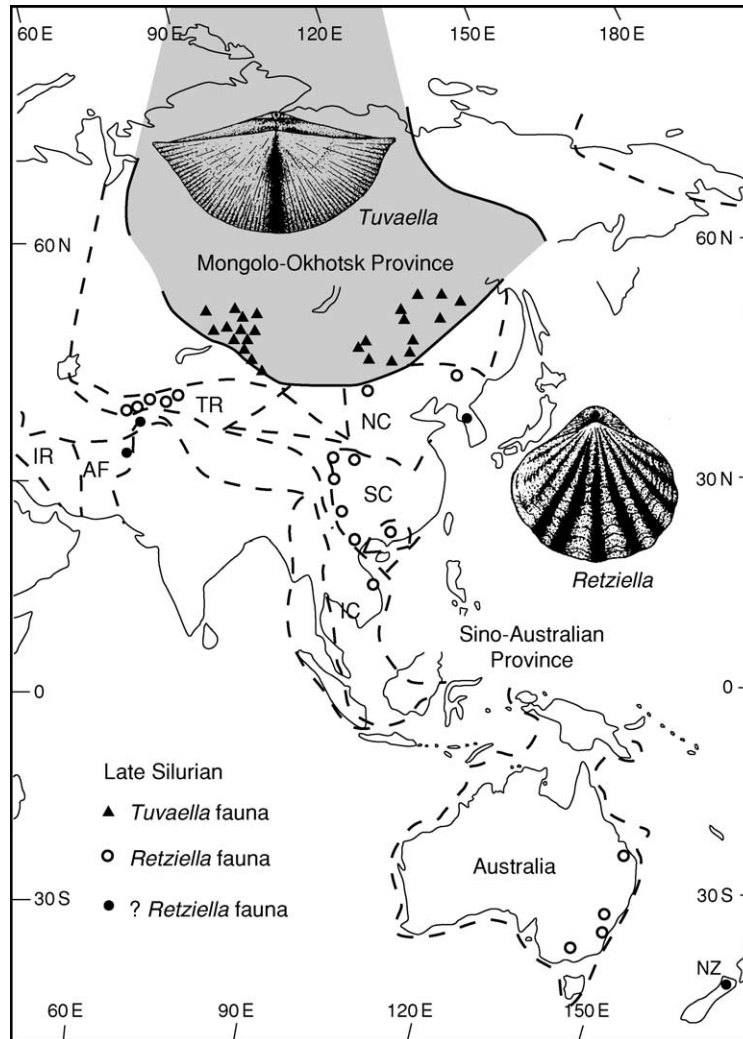 60 E 90 E 120 E 150 E 180 E
Tuvaella
60 N 60 N
Mongolo-Okhotsk Province
TR
NC
IR
AF
30 N
SC
Retziella
IC
Sino-Australian
Province
0 0
Late Silurian
Tuvaella fauna
Retziella fauna
? Retziella fauna
Australia
30 S 30 S
NZ
60 E 90 E 120 E 150 E